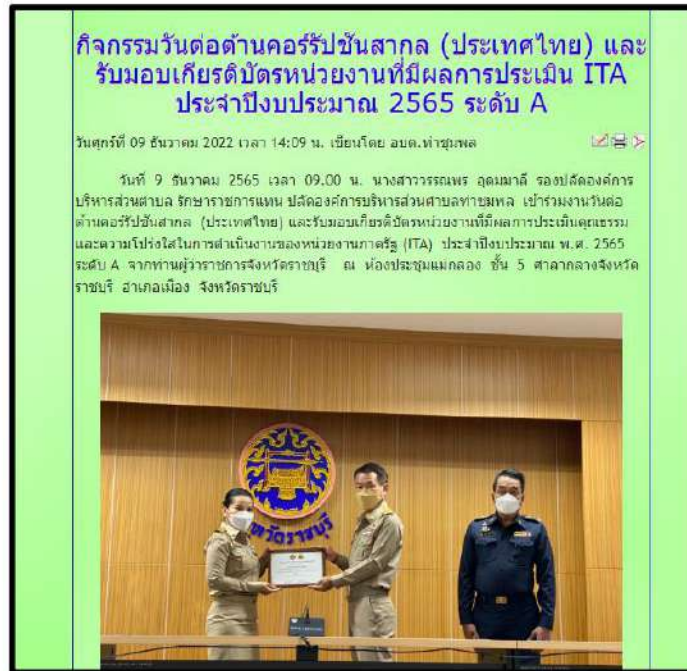 กิจกรรมวันต่อต้านคอร์รัปชันสากล (ประเทศไทย) และ
รับมอบเกียรติบัตรหน่วยงานที่มีผลการประเมิน ITA
ประจำปีงบประมาณ 2565 ระดับ A
วันศุกร์ที่ 09 ธันวาคม 2022 เวลา 14:09 น. เขียนโดย อบต.ท่าชุมพล
วันที่ 9 ธันวาคม 2565 เวลา 09.00 น. นางสาววรรณพร อุดมมาลี รองปลัดองค์การ
บริหารส่วนตำบล รักษาราชการแทน ปลัดองค์การบริหารส่วนตำบลท่าชุมพล เข้าร่วมงานวันต่อ
ต้านคอร์รัปชันสากล (ประเทศไทย) และรับมอบเกียรติบัตรหน่วยงานที่มีผลการประเมินคุณธรรม
และความโปร่งใสในการดำเนินงานของหน่วยงานภาครัฐ (ITA) ประจำปีงบประมาณ พ.ศ. 2565
ระดับ A จากท่านผู้ว่าราชการจังหวัดราชบุรี ณ ห้องประชุมแม่กลอง ชั้น 5 ศาลากลางจังหวัด
ราชบุรี อำเภอเมือง จังหวัดราชบุรี
หวัดราชบุรี